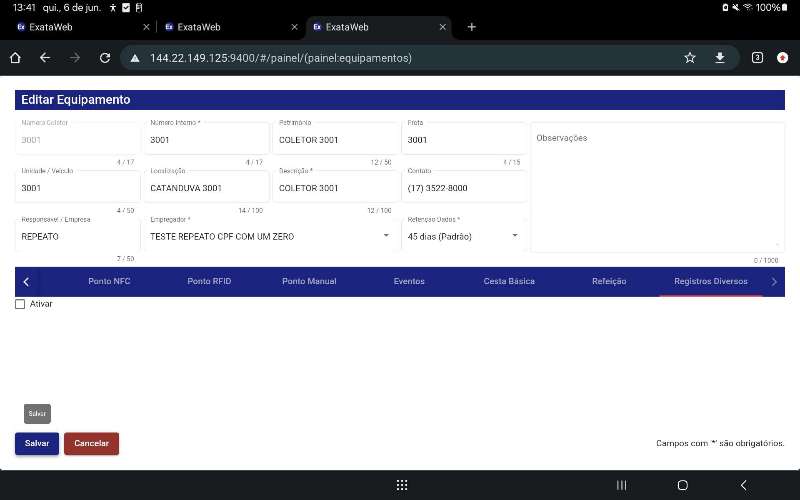 13:41 qui., 6 de jun. 100%
ExataWeb ExataWeb ExataWeb
144.22.149.125:9400/#/painel/(painel:equipamentos) 3
Editar Equipamento
Número Coletor Número Interno * Patrimônio Frota
3001 3001 COLETOR 3001 3001 Observações
4 / 17 4 / 17 12 / 50 4 / 15
Unidade / Veículo Localização Descrição * Contato
3001 CATANDUVA 3001 COLETOR 3001 (17) 3522-8000
4 / 50 14 / 100 12 / 100
Responsável / Empresa Empregador * Retenção Dados *
REPEATO TESTE REPEATO CPF COM UM ZERO 45 dias (Padrão)
7 / 50 0 / 1000
Ponto NFC Ponto RFID Ponto Manual Eventos Cesta Básica Refeição Registros Diversos
Ativar
Salvar
Salvar Cancelar Campos com '*' são obrigatórios.